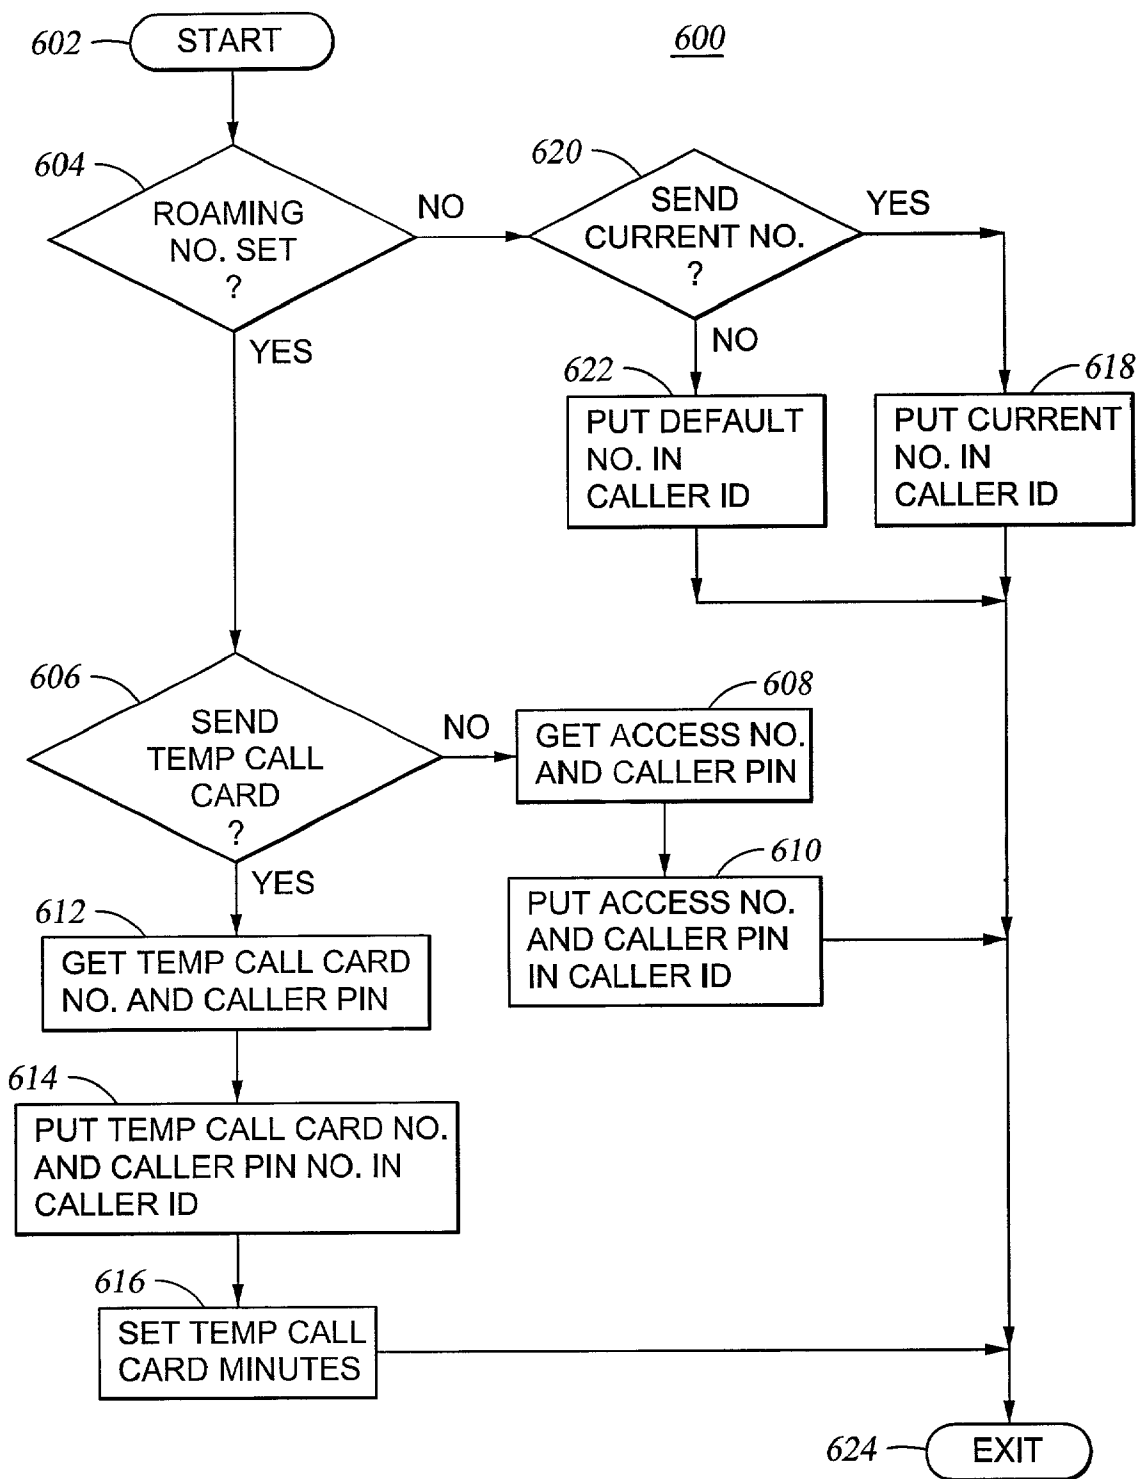 602
START
600
604
ROAMING
NO. SET
?
NO
620
SEND
CURRENT NO.
?
YES
YES
NO
622
PUT DEFAULT
NO. IN
CALLER ID
618
PUT CURRENT
NO. IN
CALLER ID
606
SEND
TEMP CALL
CARD
?
NO
608
GET ACCESS NO.
AND CALLER PIN
YES
610
PUT ACCESS NO.
AND CALLER PIN
IN CALLER ID
612
GET TEMP CALL CARD
NO. AND CALLER PIN
614
PUT TEMP CALL CARD NO.
AND CALLER PIN NO. IN
CALLER ID
616
SET TEMP CALL
CARD MINUTES
624
EXIT